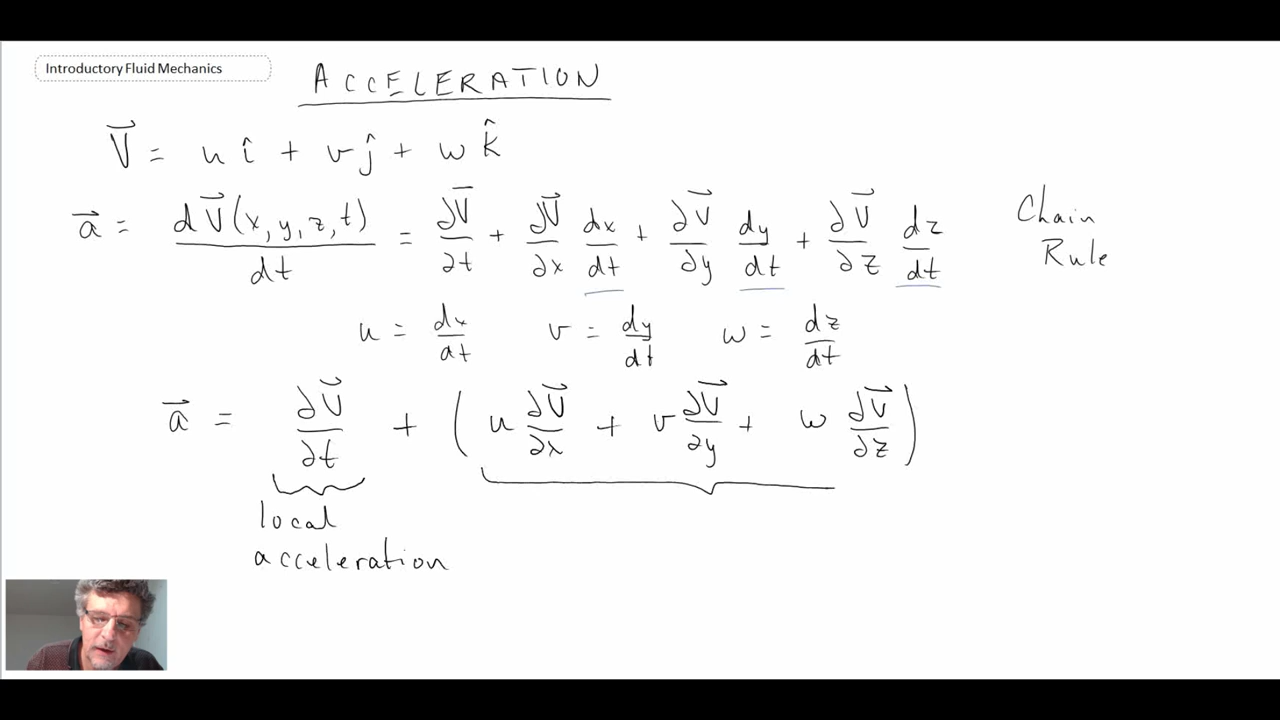 Introductory Fluid Mechanics
ACCELERATION
V⃗ = u î + v ĵ + w k̂
a⃗ = dV⃗(x, y, z, t)/dt = ∂V⃗/∂t + ∂V⃗/∂x dx/dt + ∂V⃗/∂y dy/dt + ∂V⃗/∂z dz/dt
Chain
Rule
u = dx/dt v = dy/dt w = dz/dt
a⃗ = ∂V⃗/∂t + (u ∂V⃗/∂x + v ∂V⃗/∂y + w ∂V⃗/∂z)
local
acceleration